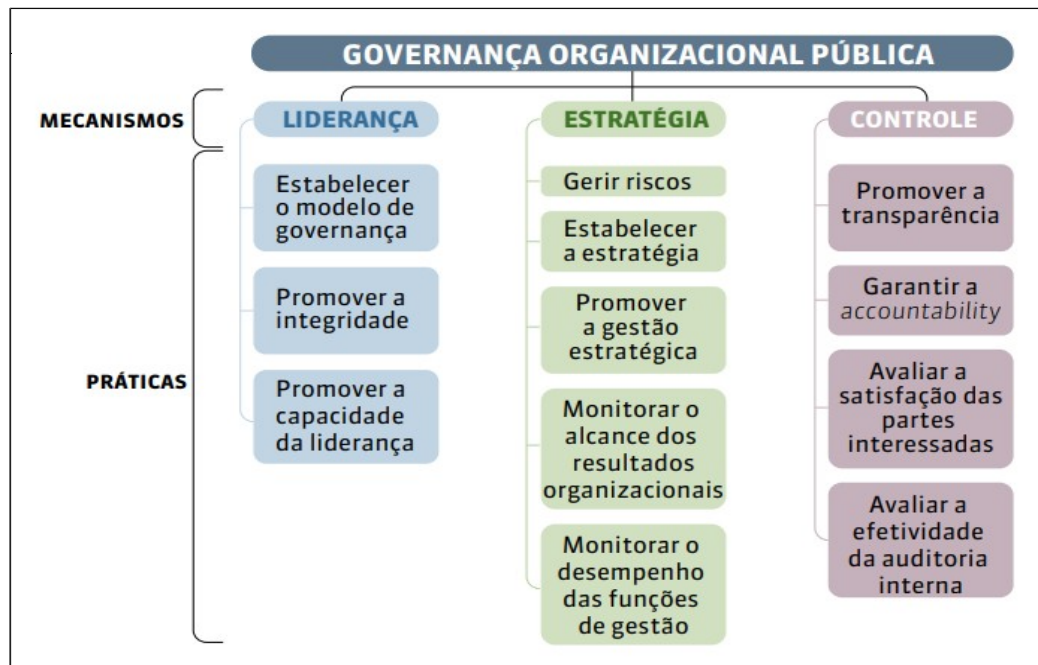 GOVERNANÇA ORGANIZACIONAL PÚBLICA
MECANISMOS
LIDERANÇA
ESTRATÉGIA
CONTROLE
PRÁTICAS
Estabelecer
o modelo de
governança
Promover a
integridade
Promover a
capacidade
da liderança
Gerir riscos
Estabelecer
a estratégia
Promover
a gestão
estratégica
Monitorar o
alcance dos
resultados
organizacionais
Monitorar o
desempenho
das funções
de gestão
Promover a
transparência
Garantir a
accountability
Avaliar a
satisfação das
partes
interessadas
Avaliar a
efetividade
da auditoria
interna